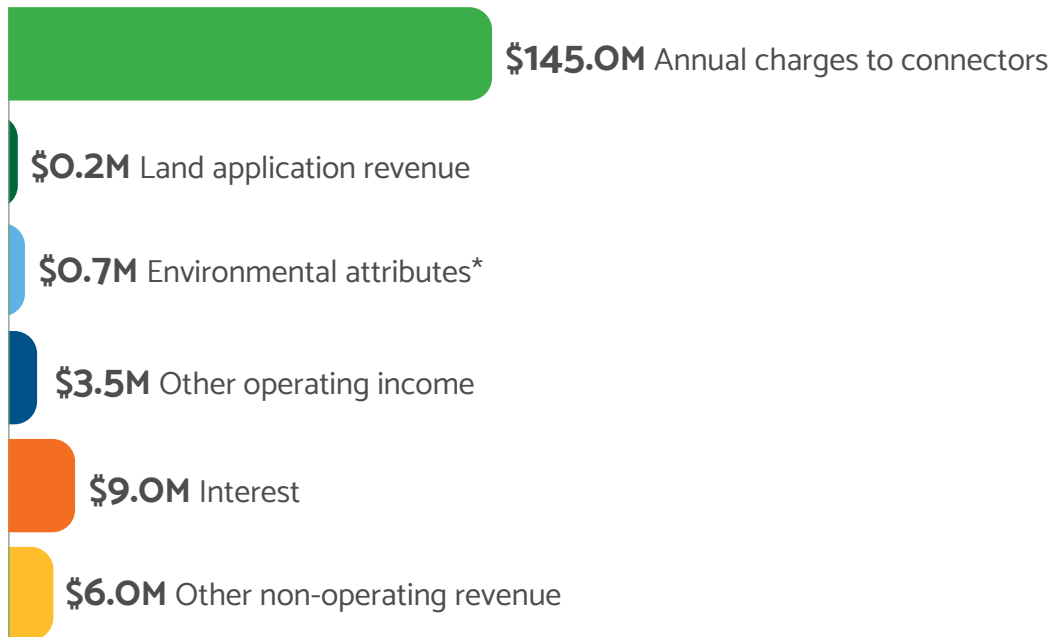 $145.0M Annual charges to connectors
$0.2M Land application revenue
$0.7M Environmental attributes*
$3.5M Other operating income
$9.0M Interest
$6.0M Other non-operating revenue